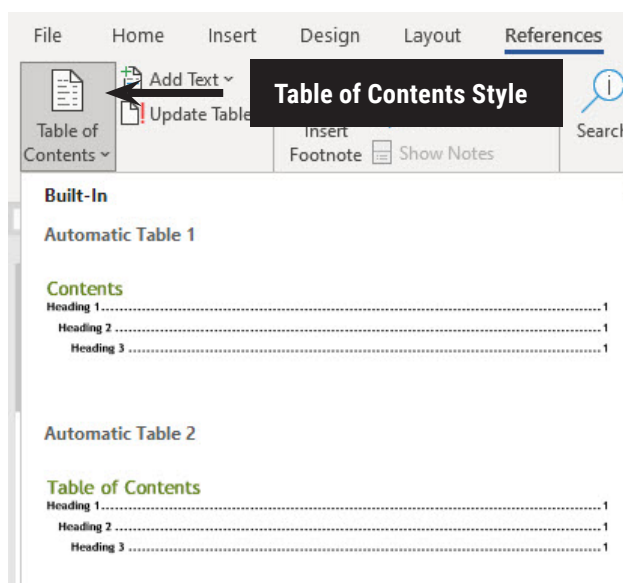 File Home Insert Design Layout References
Add Text
Update Table
Table of Contents Style
Table of
Contents
Insert
Footnote
Show Notes
Search
Built-In
Automatic Table 1
Contents
Heading 1......1
Heading 2......1
Heading 3......1
Automatic Table 2
Table of Contents
Heading 1......1
Heading 2......1
Heading 3......1